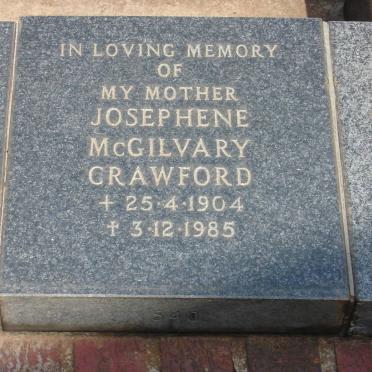 IN LOVING MEMORY
OF
MY MOTHER
JOSEPHENE
McGILVARY
CRAWFORD
+ 25·4·1904
† 3·12·1985